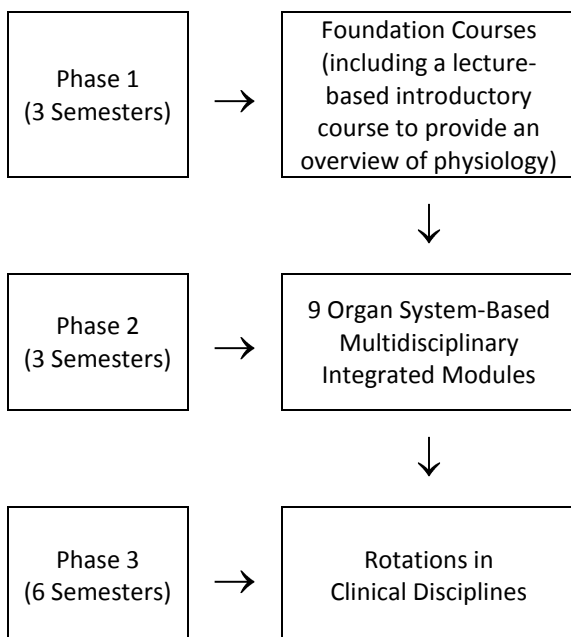 Phase 1
(3 Semesters)
Foundation Courses
(including a lecture-
based introductory
course to provide an
overview of physiology)
Phase 2
(3 Semesters)
9 Organ System-Based
Multidisciplinary
Integrated Modules
Phase 3
(6 Semesters)
Rotations in
Clinical Disciplines